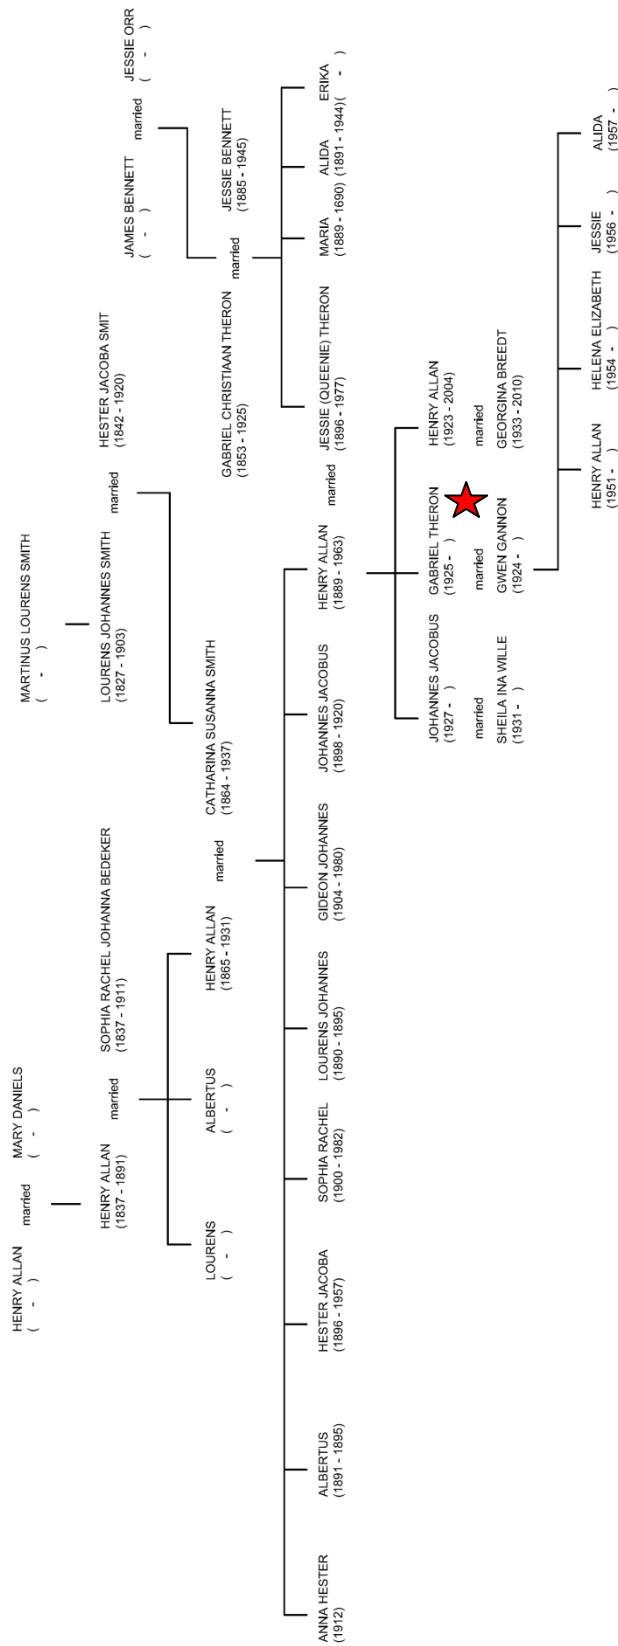 HENRY ALLAN
( - )
married
MARY DANIELS
( - )
MARTINUS LOURENS SMITH
( - )
HENRY ALLAN
(1837 - 1891)
married
SOPHIA RACHEL JOHANNA BEDEKER
(1837 - 1911)
LOURENS JOHANNES SMITH
(1827 - 1903)
married
HESTER JACOBA SMIT
(1842 - 1920)
JAMES BENNETT
( - )
married
JESSIE ORR
( - )
LOURENS
( - )
ALBERTUS
( - )
HENRY ALLAN
(1865 - 1931)
married
CATHARINA SUSANNA SMITH
(1864 - 1937)
GABRIEL CHRISTIAAN THERON
(1853 - 1925)
married
JESSIE BENNETT
(1885 - 1945)
ANNA HESTER
(1912)
ALBERTUS
(1891 - 1895)
HESTER JACOBA
(1896 - 1957)
SOPHIA RACHEL
(1900 - 1982)
LOURENS JOHANNES
(1890 - 1895)
GIDEON JOHANNES
(1904 - 1980)
JOHANNES JACOBUS
(1898 - 1920)
HENRY ALLAN
(1889 - 1963)
married
JESSIE (QUEENIE) THERON
(1896 - 1977)
MARIA
(1889 - 1690)
ALIDA
(1891 - 1944)
ERIKA
( - )
JOHANNES JACOBUS
(1927 - )
married
SHEILA INA WILLE
(1931 - )
GABRIEL THERON
(1925 - )
married
GWEN GANNON
(1924 - )
HENRY ALLAN
(1923 - 2004)
married
GEORGINA BREEDT
(1933 - 2010)
HENRY ALLAN
(1951 - )
HELENA ELIZABETH
(1954 - )
JESSIE
(1956 - )
ALIDA
(1957 - )